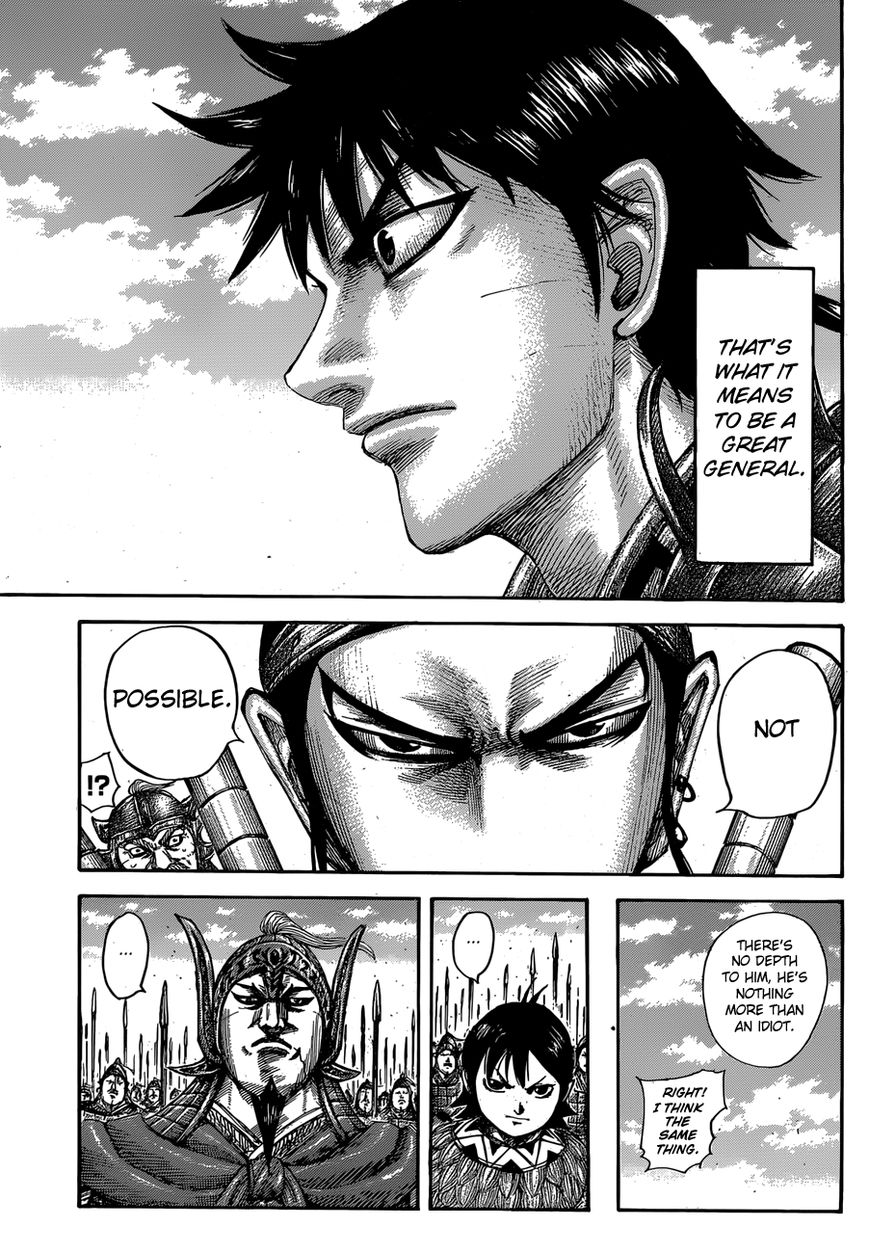 THAT'S
WHAT IT
MEANS
TO BE A
GREAT
GENERAL.
NOT
POSSIBLE.
!?
THERE'S
NO DEPTH
TO HIM, HE'S
NOTHING
MORE THAN
AN IDIOT.
RIGHT!
I THINK
THE
SAME
THING.
...
...